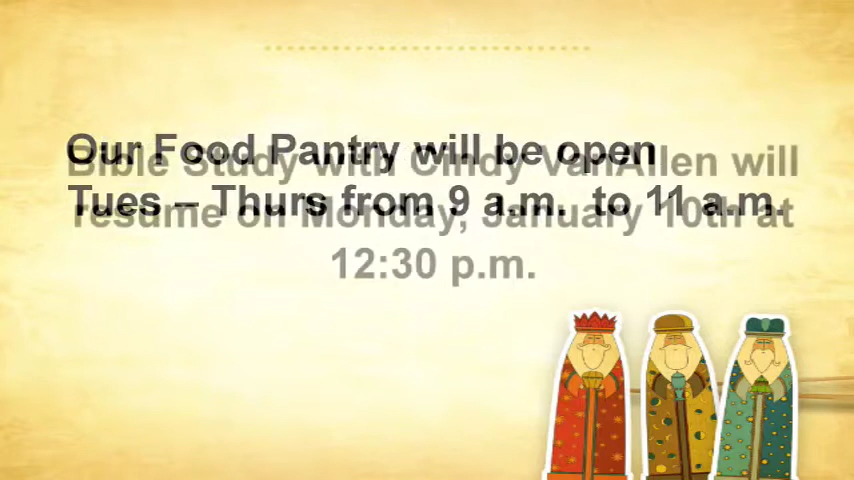 Our Food Pantry will be open
Tues – Thurs from 9 a.m. to 11 a.m.
Bible Study with Cindy VanAllen will
resume on Monday, January 10th at
12:30 p.m.